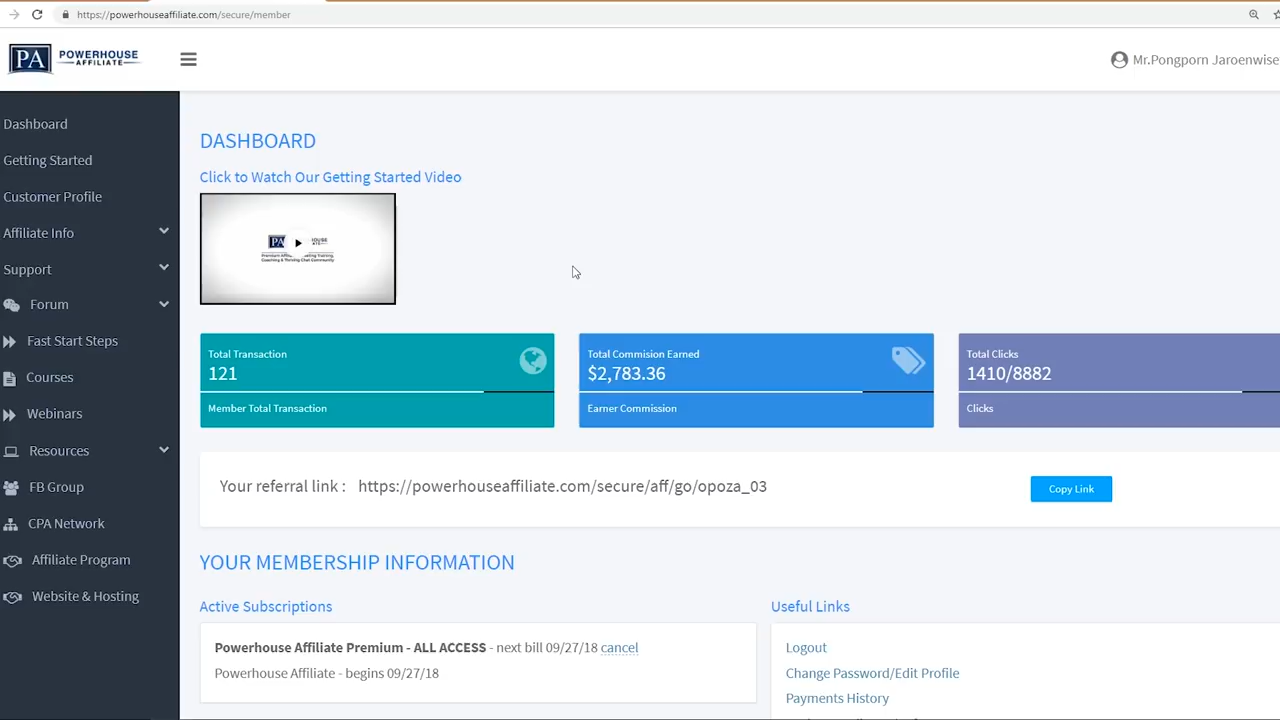 https://powerhouseaffiliate.com/secure/member
PA POWERHOUSE
AFFILIATE
Mr.Pongporn Jaroenwise
Dashboard
Getting Started
Customer Profile
Affiliate Info
Support
Forum
Fast Start Steps
Courses
Webinars
Resources
FB Group
CPA Network
Affiliate Program
Website & Hosting
DASHBOARD
Click to Watch Our Getting Started Video
PA
Total Transaction
121
Member Total Transaction
Total Commision Earned
$2,783.36
Earner Commission
Total Clicks
1410/8882
Clicks
Your referral link : https://powerhouseaffiliate.com/secure/aff/go/opoza_03
Copy Link
YOUR MEMBERSHIP INFORMATION
Active Subscriptions
Powerhouse Affiliate Premium - ALL ACCESS - next bill 09/27/18 cancel
Powerhouse Affiliate - begins 09/27/18
Useful Links
Logout
Change Password/Edit Profile
Payments History